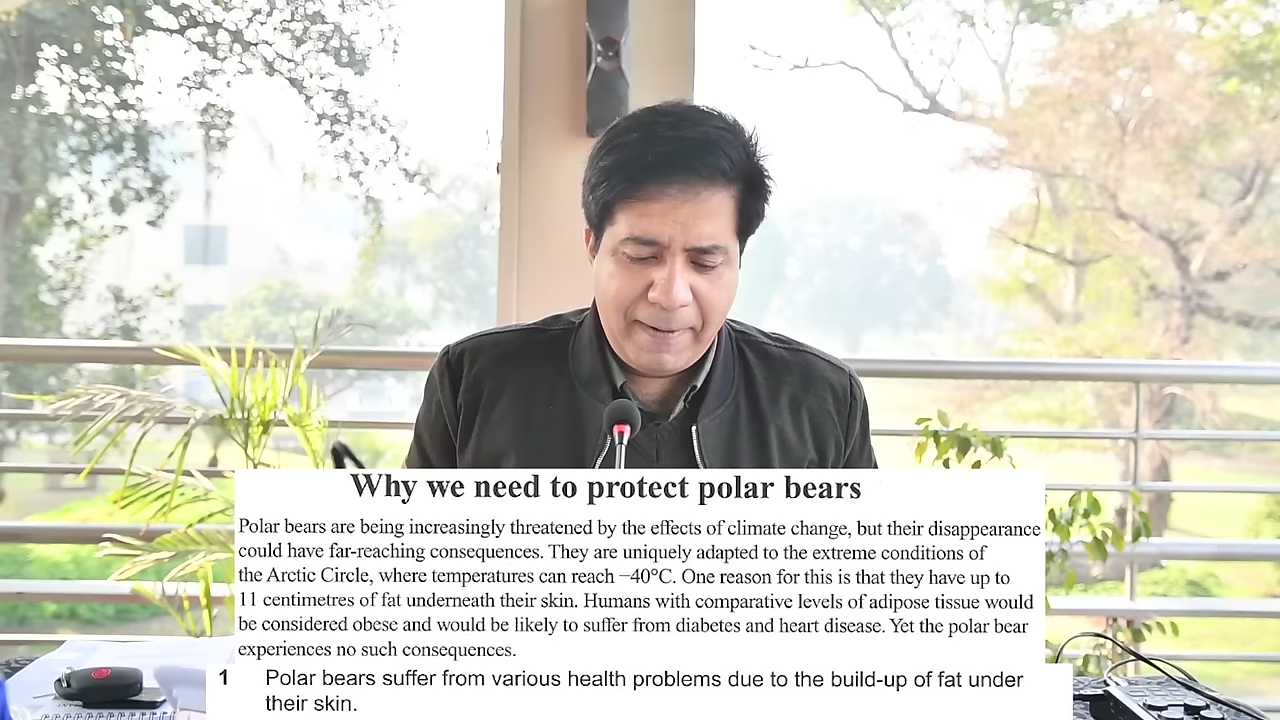 Why we need to protect polar bears
Polar bears are being increasingly threatened by the effects of climate change, but their disappearance
could have far-reaching consequences. They are uniquely adapted to the extreme conditions of
the Arctic Circle, where temperatures can reach −40°C. One reason for this is that they have up to
11 centimetres of fat underneath their skin. Humans with comparative levels of adipose tissue would
be considered obese and would be likely to suffer from diabetes and heart disease. Yet the polar bear
experiences no such consequences.
1 Polar bears suffer from various health problems due to the build-up of fat under
their skin.